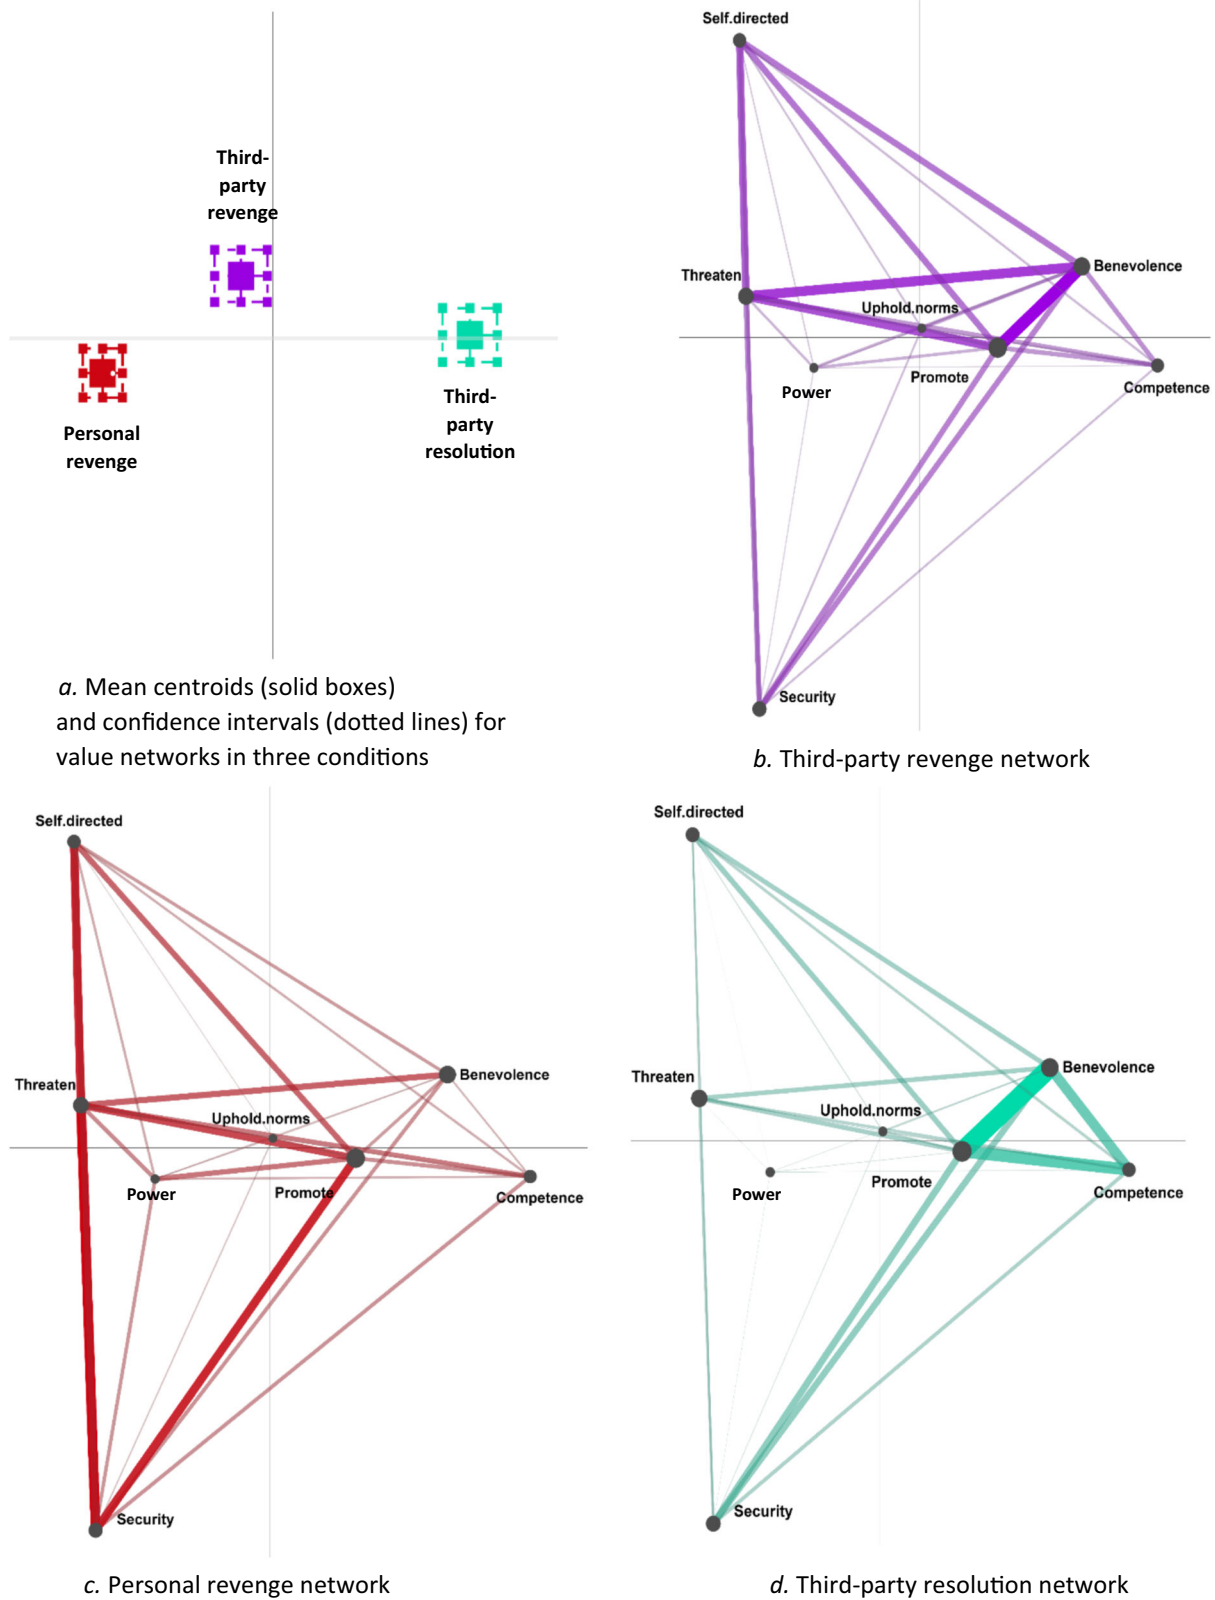 Third-
party
revenge
Personal
revenge
Third-
party
resolution
a. Mean centroids (solid boxes)
and confidence intervals (dotted lines) for
value networks in three conditions
Self.directed
Benevolence
Threaten
Uphold.norms
Power
Promote
Competence
Security
b. Third-party revenge network
Self.directed
Benevolence
Threaten
Uphold.norms
Power
Promote
Competence
Security
c. Personal revenge network
Self.directed
Benevolence
Threaten
Uphold.norms
Power
Promote
Competence
Security
d. Third-party resolution network